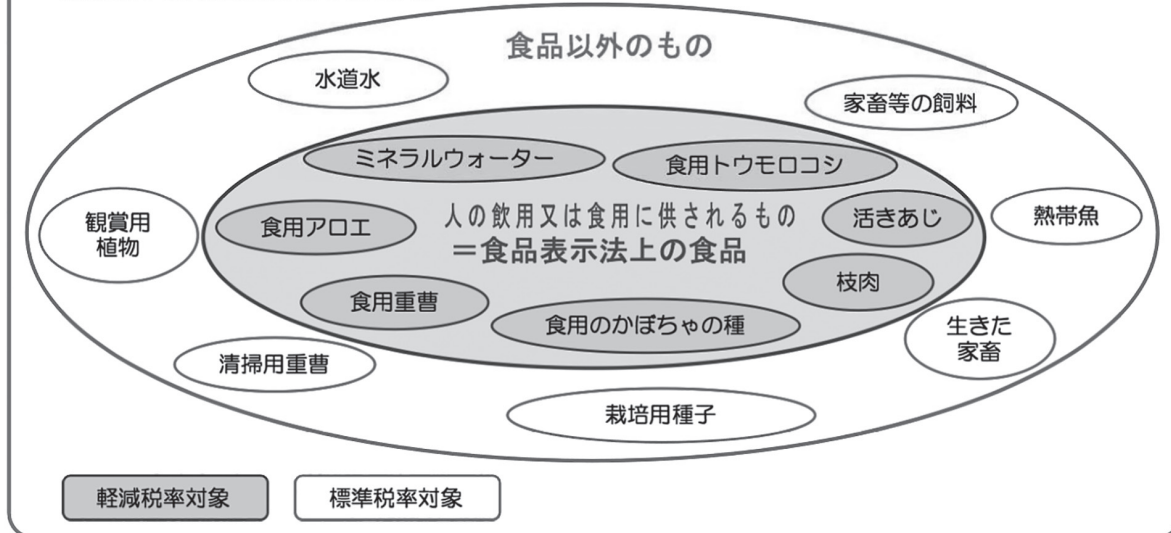 食品以外のもの
水道水
家畜等の飼料
ミネラルウォーター
食用トウモロコシ
観賞用
植物
食用アロエ
人の飲用又は食用に供されるもの
=食品表示法上の食品
活きあじ
熱帯魚
枝肉
食用重曹
食用のかぼちゃの種
生きた
家畜
清掃用重曹
栽培用種子
軽減税率対象
標準税率対象